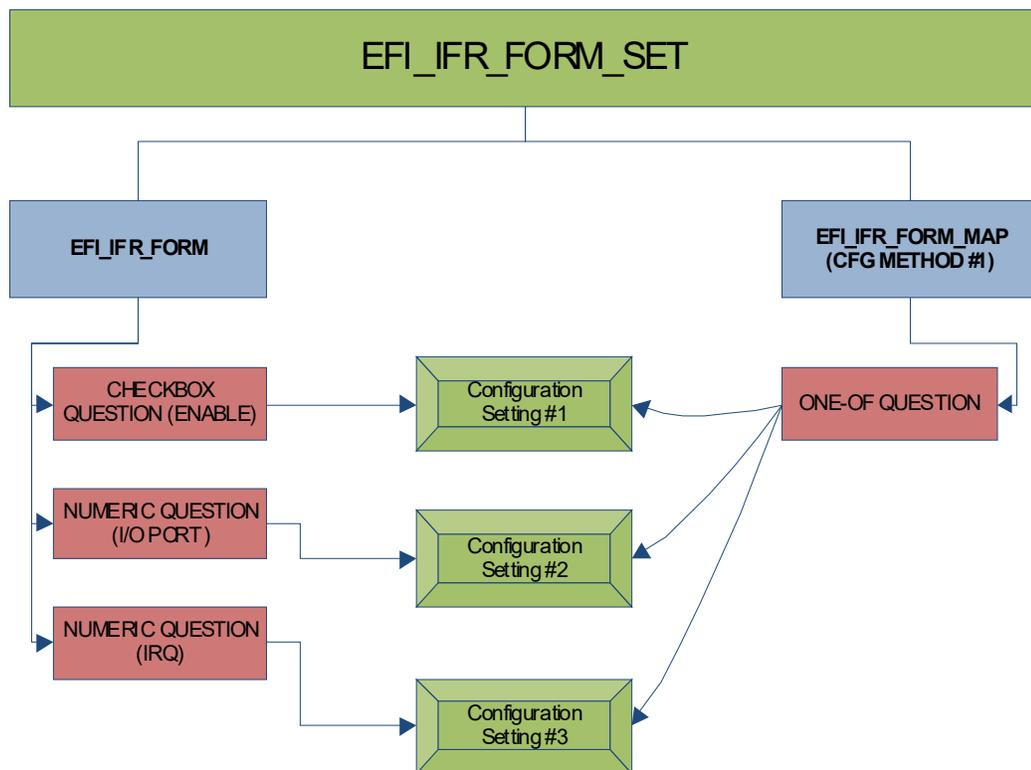 EFI_IFR_FORM_SET
EFI_IFR_FORM
EFI_IFR_FORM_MAP
(CFG METHOD #1)
CHECKBOX
QUESTION (ENABLE)
Configuration
Setting #1
ONE-OF QUESTION
NUMERIC QUESTION
(I/O PORT)
Configuration
Setting #2
NUMERIC QUESTION
(IRQ)
Configuration
Setting #3